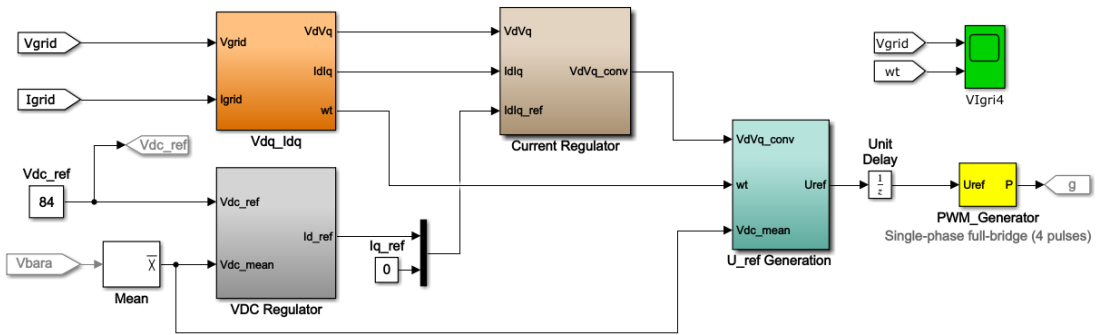 Vgrid
Igrid
Vgrid
Igrid
VdVq
IdIq
wt
Vdq_Idq
VdVq
IdIq
IdIq_ref
VdVq_conv
Current Regulator
Vgrid
wt
VIgri4
Vdc_ref
Vdc_ref
84
Vbara
X
Mean
Vdc_ref
Vdc_mean
Id_ref
VDC Regulator
Iq_ref
0
VdVq_conv
wt
Vdc_mean
Uref
U_ref Generation
Unit
Delay
1
z
Uref P
PWM_Generator
Single-phase full-bridge (4 pulses)
g